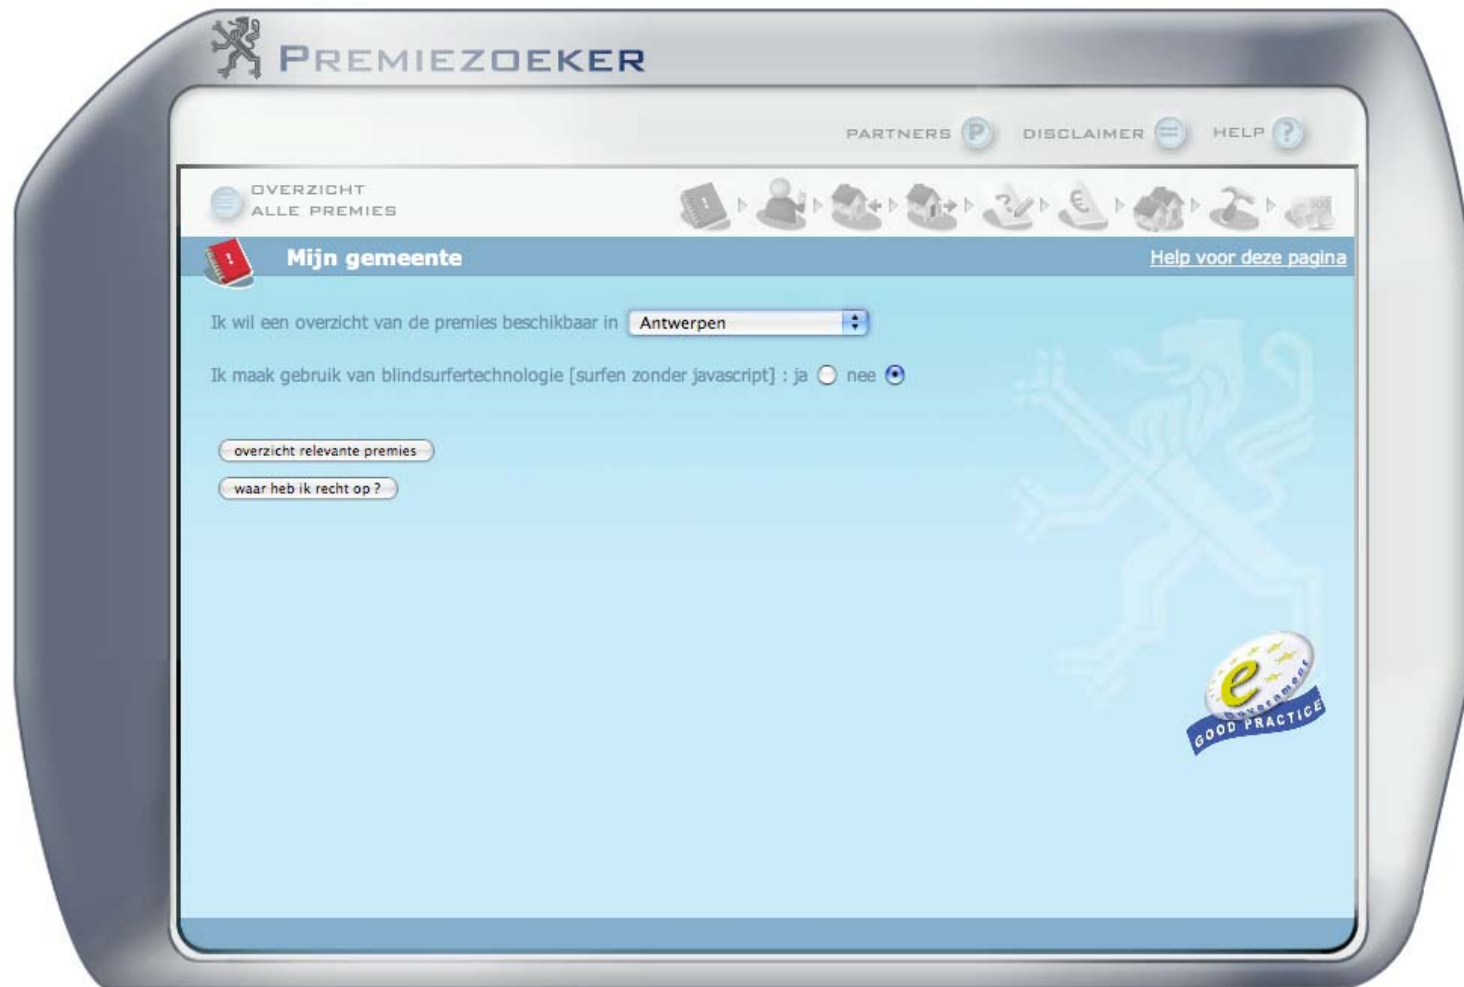 PREMIEZOEKER
PARTNERS P DISCLAIMER = HELP ?
OVERZICHT
ALLE PREMIES
Mijn gemeente
Help voor deze pagina
Ik wil een overzicht van de premies beschikbaar in Antwerpen
Ik maak gebruik van blindsurfertechnologie [surfen zonder javascript] : ja nee
overzicht relevante premies
waar heb ik recht op ?
e
Government
GOOD PRACTICE